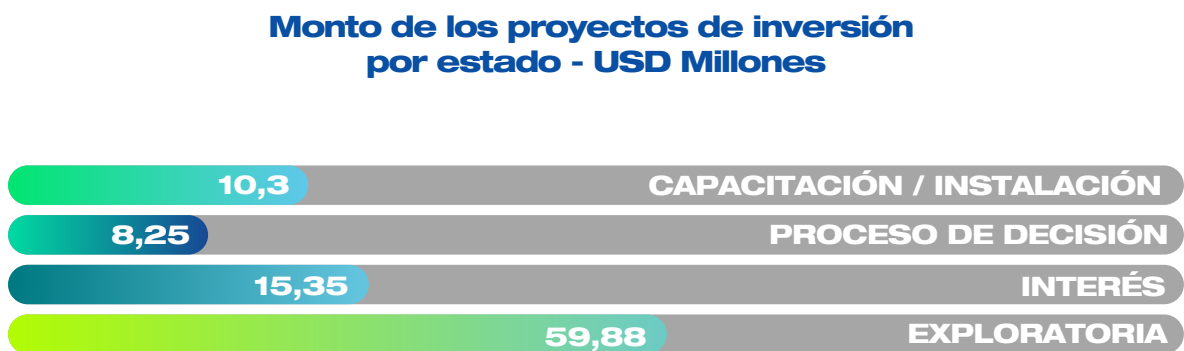 Monto de los proyectos de inversión
por estado - USD Millones
10,3 CAPACITACIÓN / INSTALACIÓN
8,25 PROCESO DE DECISIÓN
15,35 INTERÉS
59,88 EXPLORATORIA